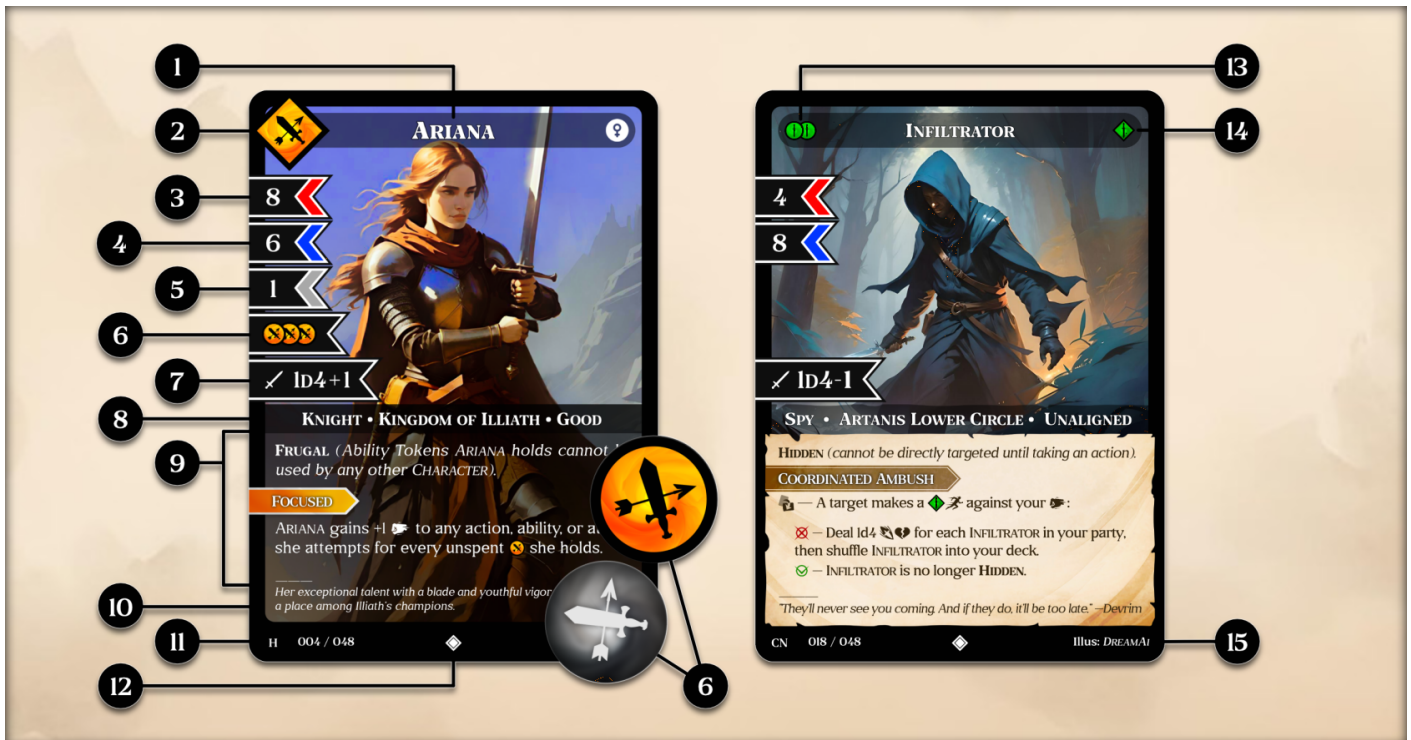 1
2
3
4
5
6
7
8
9
10
11
12
ARIANA
8
6
1
1D4+1
KNIGHT • KINGDOM OF ILLIATH • GOOD
FRUGAL (Ability Tokens ARIANA holds cannot
used by any other CHARACTER).
FOCUSED
ARIANA gains +1 to any action, ability, or
she attempts for every unspent she holds.
Her exceptional talent with a blade and youthful vigor
a place among Illiath's champions.
H 004 / 048
6
13
14
15
INFILTRATOR
4
8
1D4-1
SPY • ARTANIS LOWER CIRCLE • UNALIGNED
HIDDEN (cannot be directly targeted until taking an action).
COORDINATED AMBUSH
— A target makes a against your :
— Deal 1d4 for each INFILTRATOR in your party,
then shuffle INFILTRATOR into your deck.
— INFILTRATOR is no longer HIDDEN.
"They'll never see you coming. And if they do, it'll be too late." —Devrim
CN 018 / 048 Illus: DREAMAI